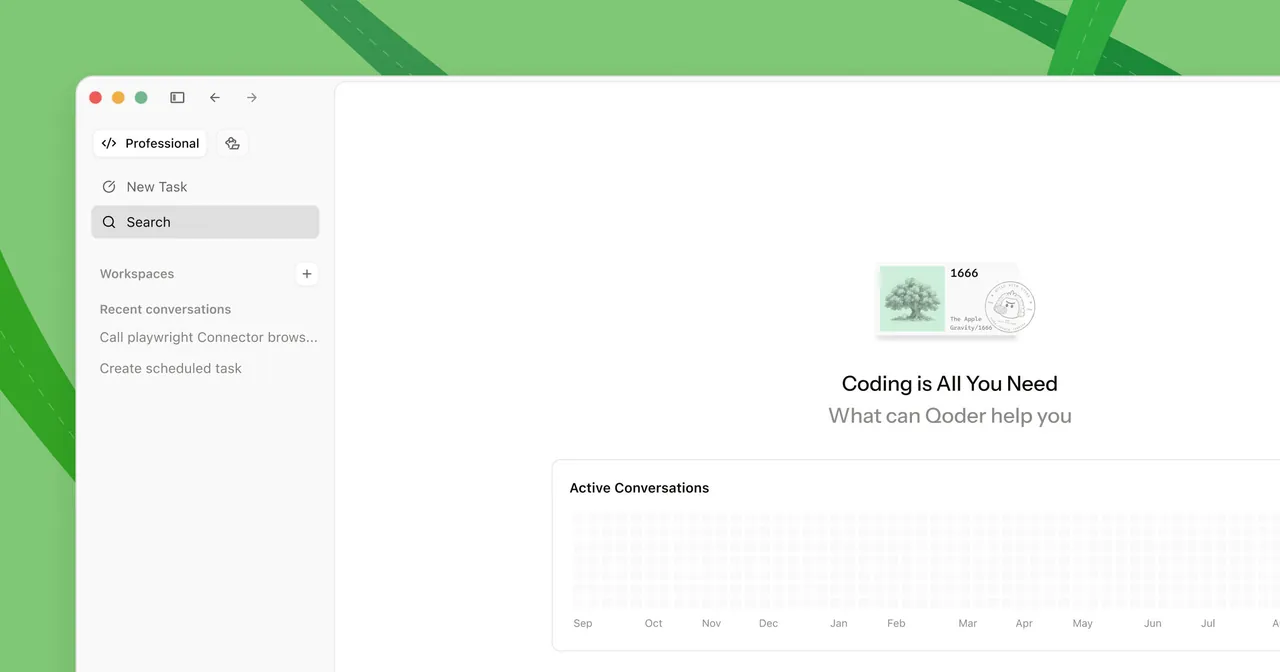 Professional
New Task
Search
Workspaces
Recent conversations
Call playwright Connector brows...
Create scheduled task
1666
The Apple
Gravity/1666
Coding is All You Need
What can Qoder help you
Active Conversations
Sep Oct Nov Dec Jan Feb Mar Apr May Jun Jul